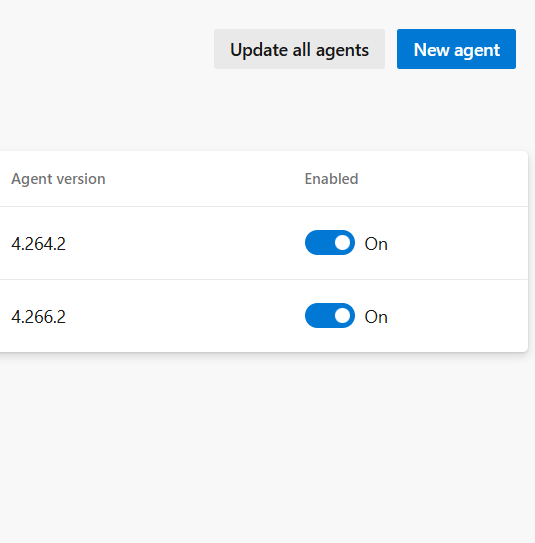 Update all agents New agent
Agent version Enabled
4.264.2 On
4.266.2 On